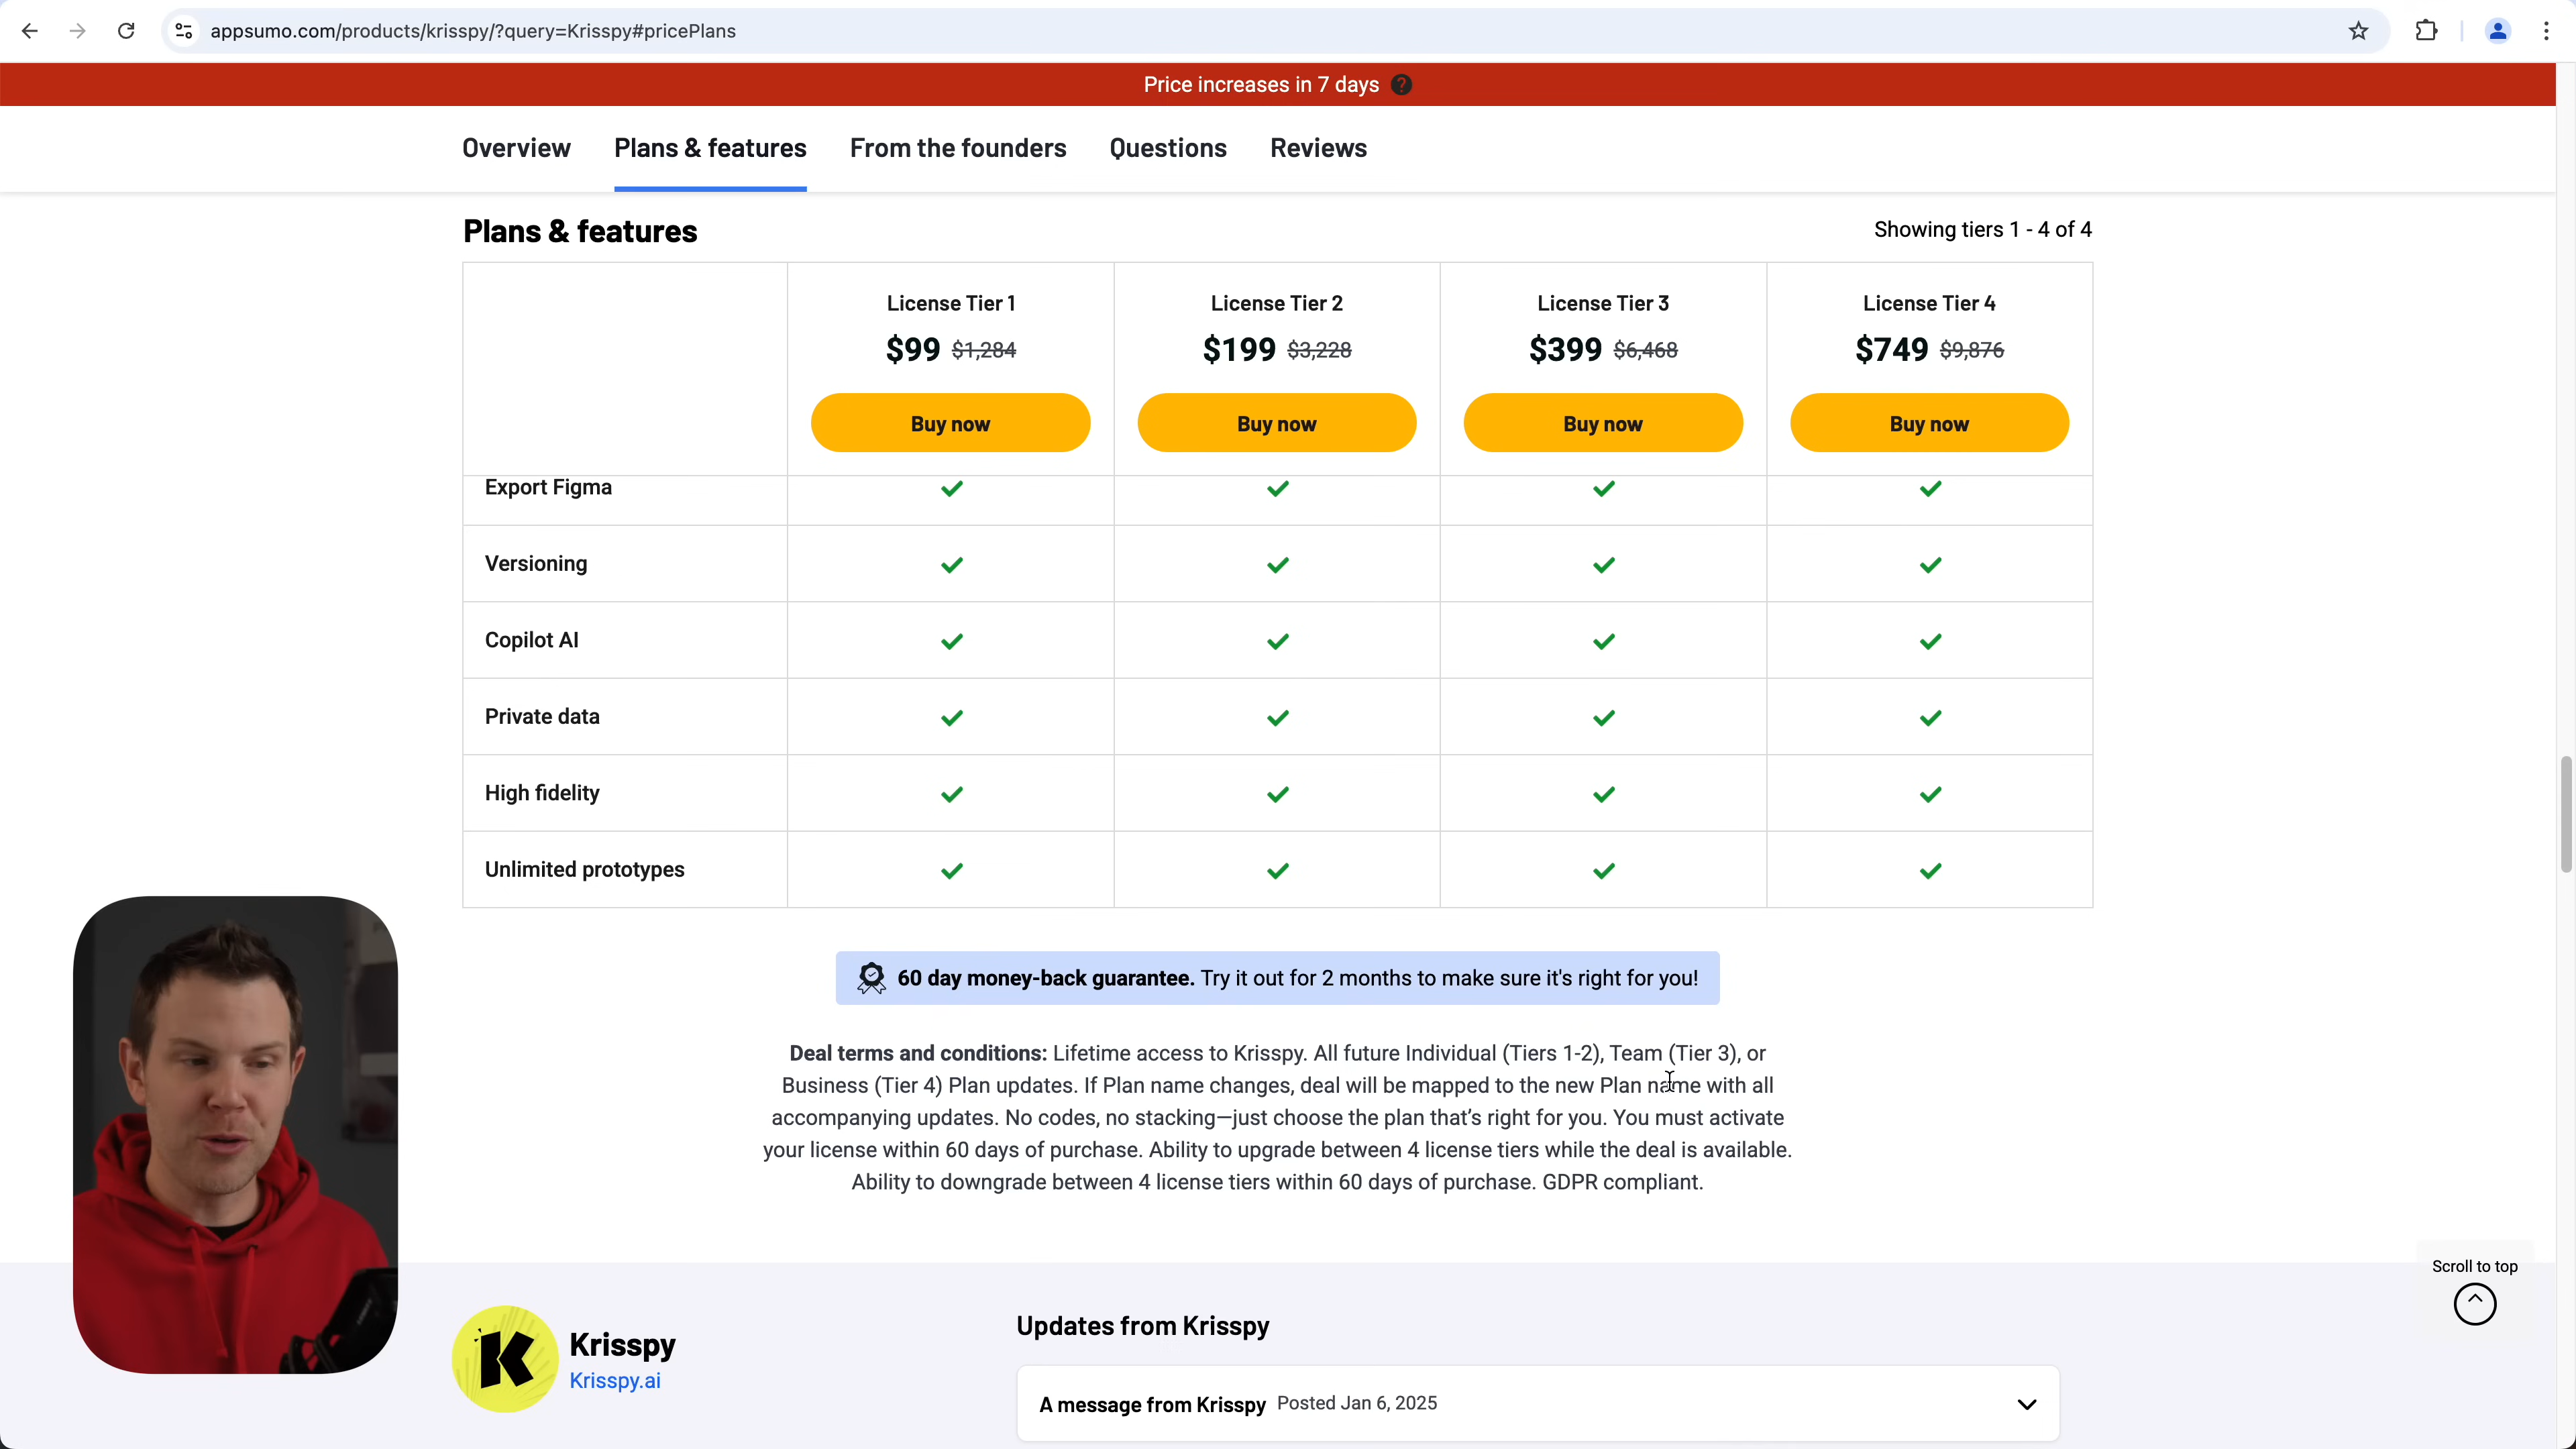 appsumo.com/products/krisspy/?query=Krisspy#pricePlans
Price increases in 7 days ?
Overview Plans & features From the founders Questions Reviews
Plans & features
Showing tiers 1 - 4 of 4
License Tier 1 License Tier 2 License Tier 3 License Tier 4
$99 $1,284 $199 $3,228 $399 $6,468 $749 $9,876
Buy now Buy now Buy now Buy now
Export Figma
Versioning
Copilot AI
Private data
High fidelity
Unlimited prototypes
60 day money-back guarantee. Try it out for 2 months to make sure it's right for you!
Deal terms and conditions: Lifetime access to Krisspy. All future Individual (Tiers 1-2), Team (Tier 3), or
Business (Tier 4) Plan updates. If Plan name changes, deal will be mapped to the new Plan name with all
accompanying updates. No codes, no stacking—just choose the plan that's right for you. You must activate
your license within 60 days of purchase. Ability to upgrade between 4 license tiers while the deal is available.
Ability to downgrade between 4 license tiers within 60 days of purchase. GDPR compliant.
Scroll to top
K
Krisspy
Krisspy.ai
Updates from Krisspy
A message from Krisspy Posted Jan 6, 2025